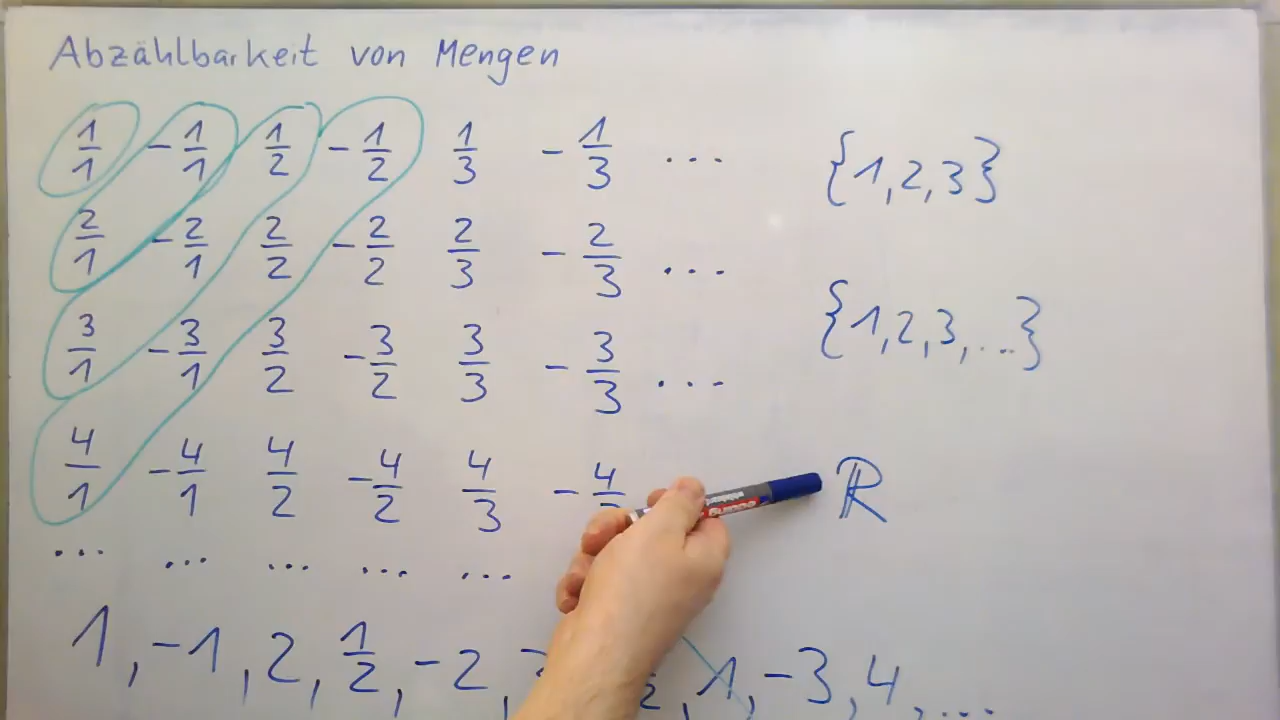 Abzählbarkeit von Mengen
1/1 -1/1 1/2 -1/2 1/3 -1/3 ...
2/1 -2/1 2/2 -2/2 2/3 -2/3 ...
3/1 -3/1 3/2 -3/2 3/3 -3/3 ...
4/1 -4/1 4/2 -4/2 4/3
... ... ... ... ...
1, -1, 2, 1/2, -2, 1, -3, 4, ...
{1,2,3}
{1,2,3,...}
ℝ